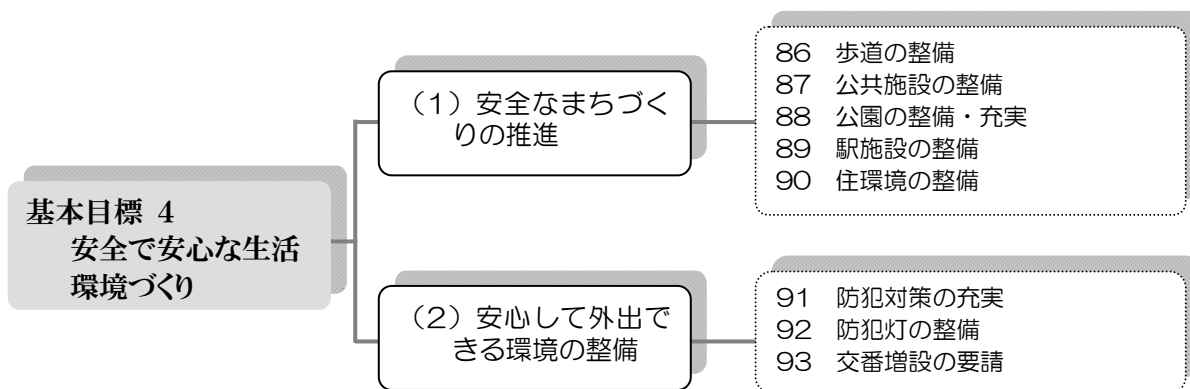 基本目標 4
安全で安心な生活
環境づくり
(1)安全なまちづく
りの推進
86 歩道の整備
87 公共施設の整備
88 公園の整備・充実
89 駅施設の整備
90 住環境の整備
(2)安心して外出で
きる環境の整備
91 防犯対策の充実
92 防犯灯の整備
93 交番増設の要請